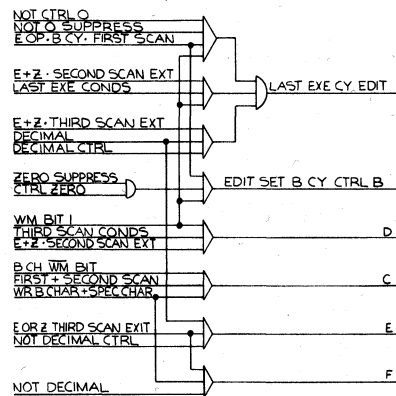 NOT CTRL O
NOT O SUPPRESS
E OP · B CY · FIRST SCAN
E+Z · SECOND SCAN EXT
LAST EXE CONDS
LAST EXE CY EDIT
E+Z · THIRD SCAN EXT
DECIMAL
DECIMAL CTRL
ZERO SUPPRESS
CTRL ZERO
EDIT SET B CY CTRL B
WM BIT 1
THIRD SCAN CONDS
E+Z · SECOND SCAN EXT
D
B CH W̅M̅ BIT
FIRST + SECOND SCAN
WR B CHAR + SPEC CHAR
C
E OR Z THIRD SCAN EXIT
NOT DECIMAL CTRL
E
NOT DECIMAL
F